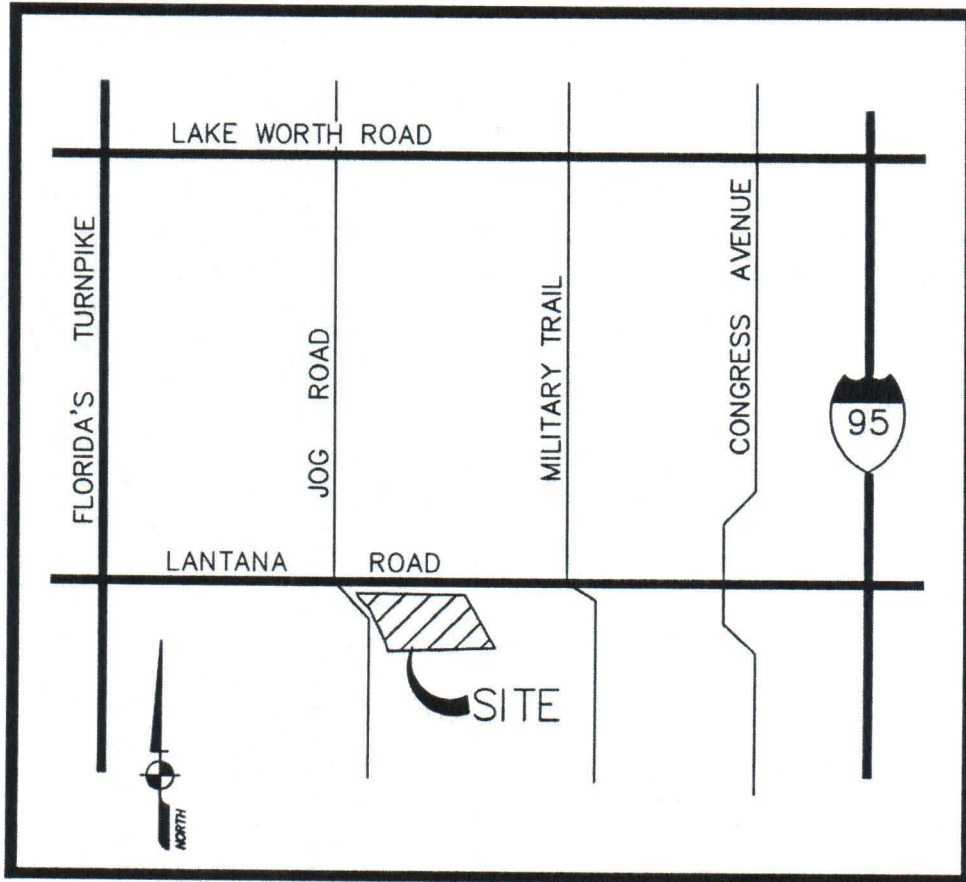 LAKE WORTH ROAD
FLORIDA'S TURNPIKE
JOG ROAD
MILITARY TRAIL
CONGRESS AVENUE
95
LANTANA ROAD
SITE
NORTH